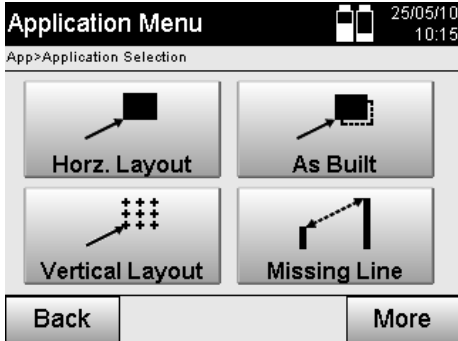 Application Menu
25/05/10
10:15
App>Application Selection
Horz. Layout
As Built
Vertical Layout
Missing Line
Back
More